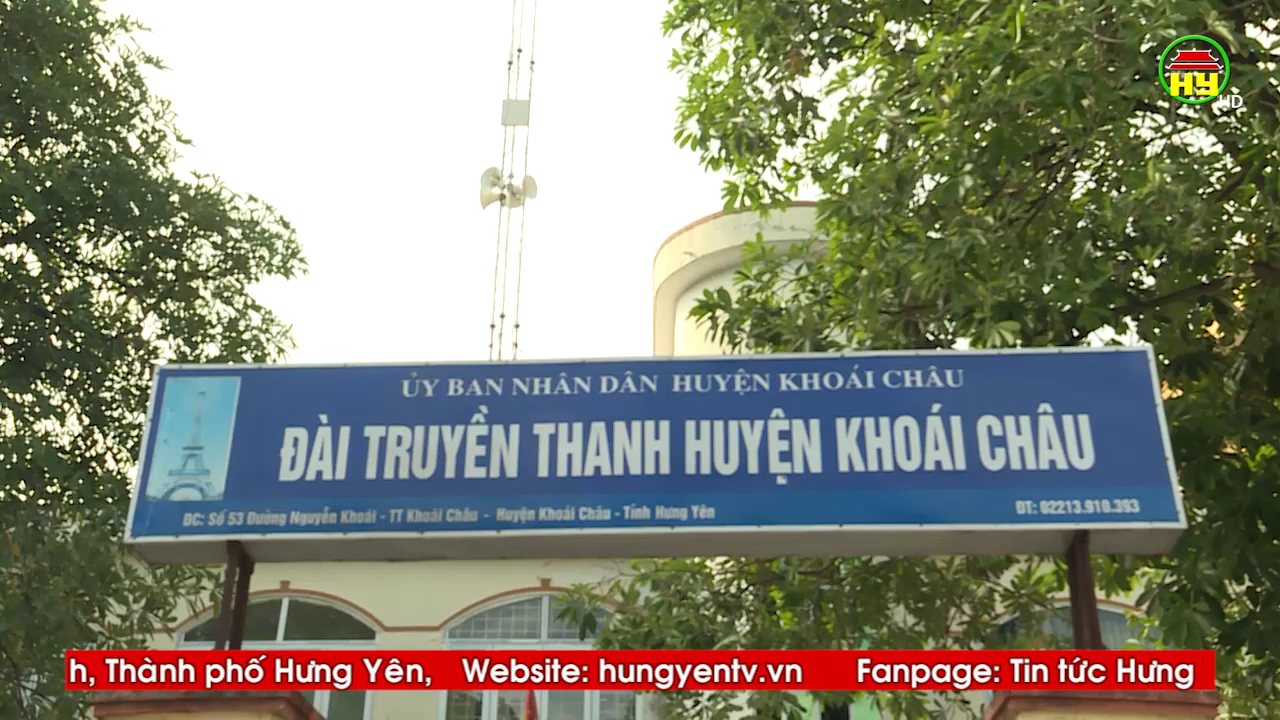 HY
HD
ỦY BAN NHÂN DÂN HUYỆN KHOÁI CHÂU
ĐÀI TRUYỀN THANH HUYỆN KHOÁI CHÂU
ĐC: Số 53 Đường Nguyễn Khoái - TT Khoái Châu - Huyện Khoái Châu - Tỉnh Hưng Yên
ĐT: 02213.910.393
h, Thành phố Hưng Yên, Website: hungyentv.vn Fanpage: Tin tức Hưng